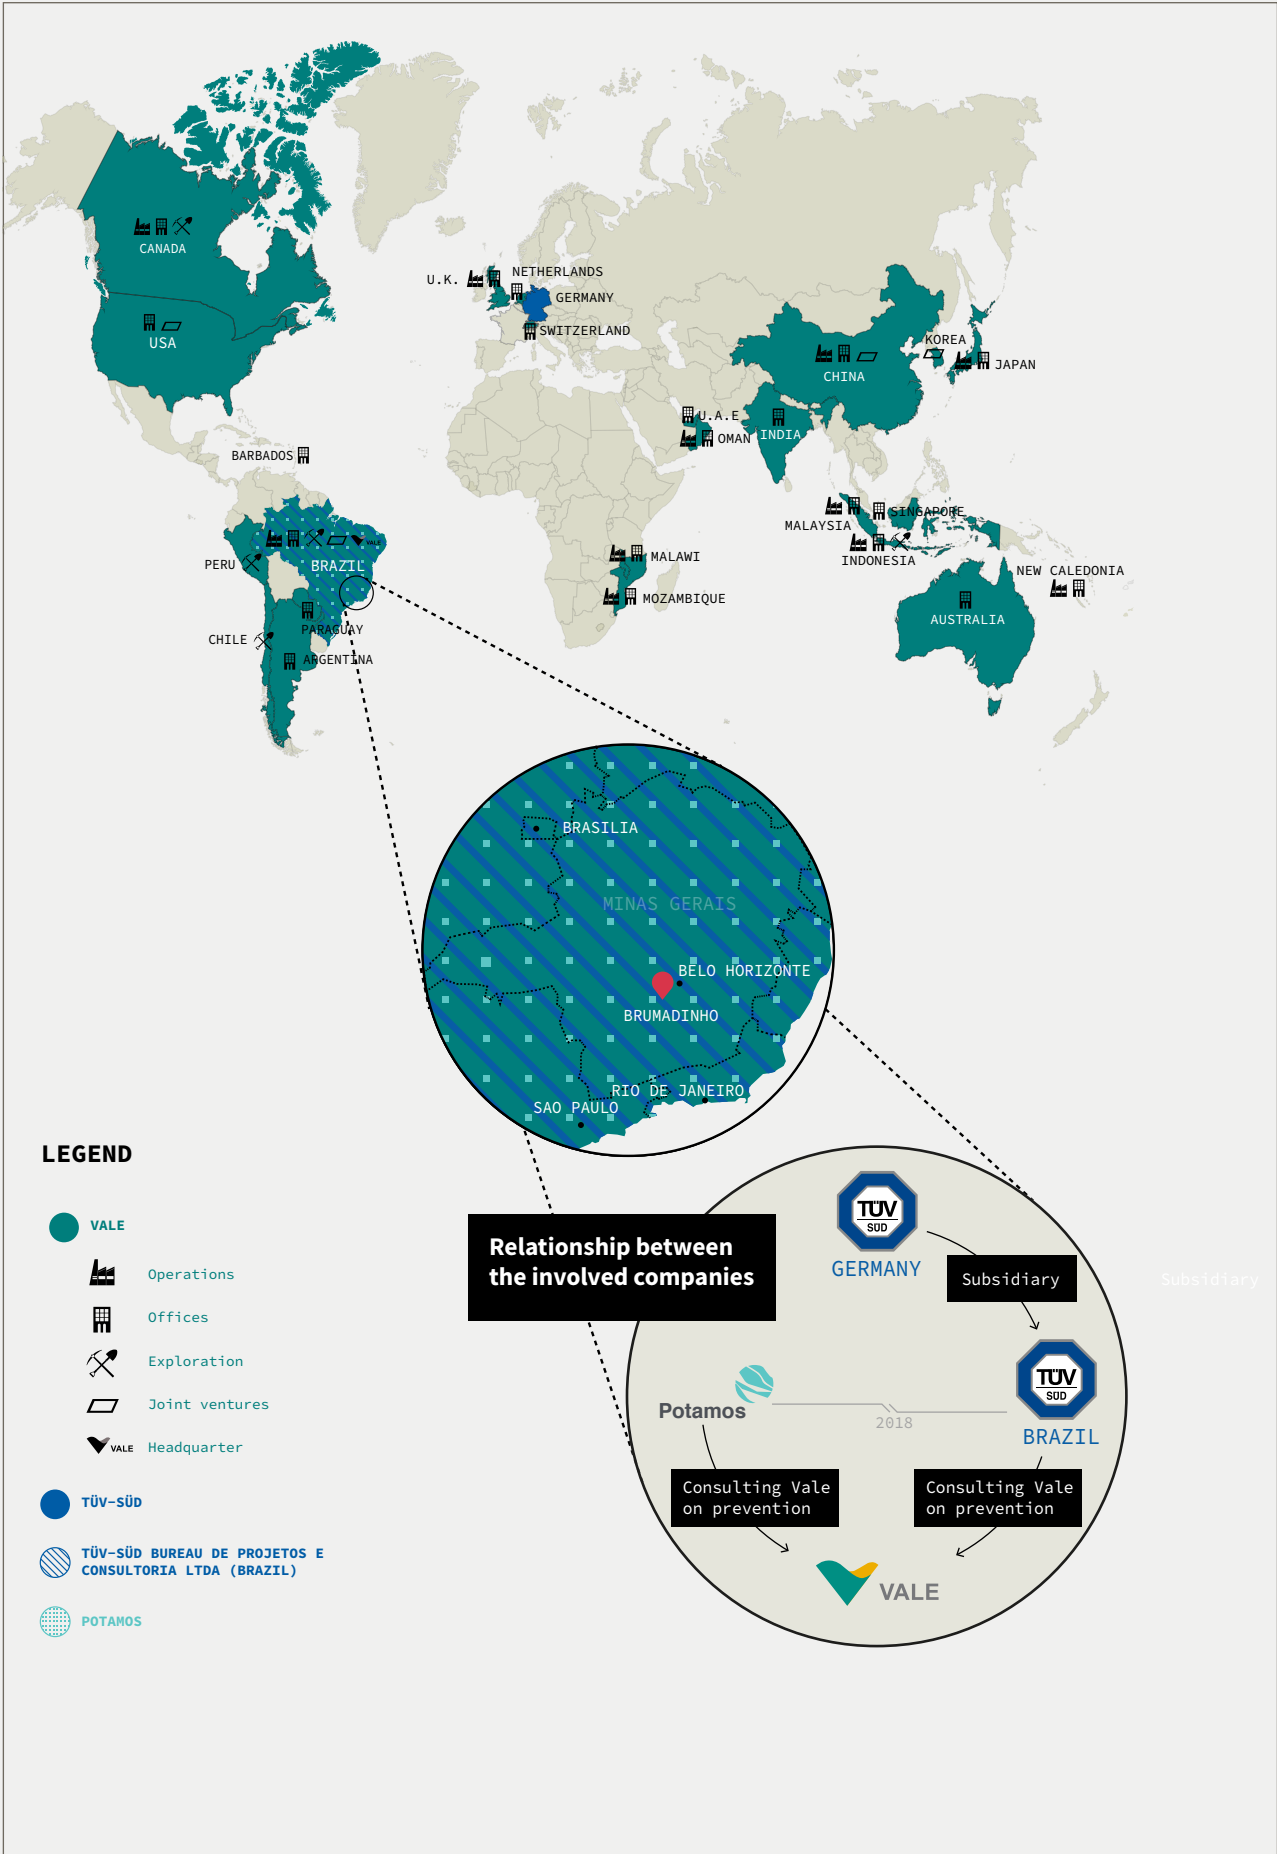 CANADA
USA
U.K.
NETHERLANDS
GERMANY
SWITZERLAND
KOREA
JAPAN
CHINA
U.A.E
OMAN
INDIA
BARBADOS
MALAYSIA
SINGAPORE
INDONESIA
NEW CALEDONIA
AUSTRALIA
MALAWI
MOZAMBIQUE
VALE
PERU
BRAZIL
PARAGUAY
CHILE
ARGENTINA
BRASILIA
MINAS GERAIS
BELO HORIZONTE
BRUMADINHO
RIO DE JANEIRO
SAO PAULO
LEGEND
VALE
Operations
Offices
Exploration
Joint ventures
VALE Headquarter
TÜV-SÜD
TÜV-SÜD BUREAU DE PROJETOS E
CONSULTORIA LTDA (BRAZIL)
POTAMOS
Relationship between
the involved companies
TÜV
SÜD
GERMANY
Subsidiary
Subsidiary
TÜV
SÜD
BRAZIL
Potamos
2018
Consulting Vale
on prevention
Consulting Vale
on prevention
VALE